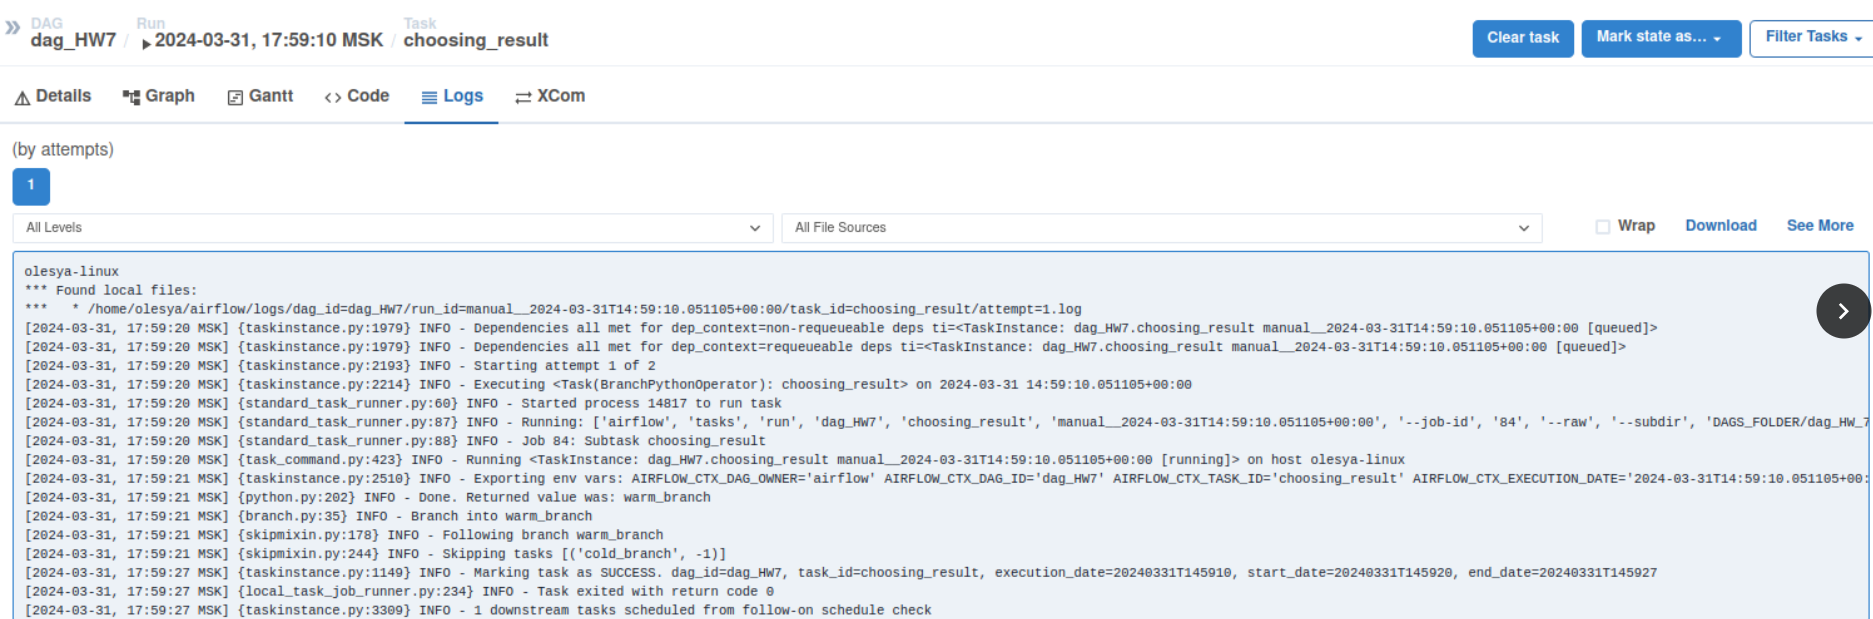 DAG Run Task
dag_HW7 / 2024-03-31, 17:59:10 MSK / choosing_result
Clear task Mark state as... Filter Tasks
Details Graph Gantt Code Logs XCom
(by attempts)
1
All Levels All File Sources Wrap Download See More
olesya-linux
*** Found local files:
***   * /home/olesya/airflow/logs/dag_id=dag_HW7/run_id=manual__2024-03-31T14:59:10.051105+00:00/task_id=choosing_result/attempt=1.log
[2024-03-31, 17:59:20 MSK] {taskinstance.py:1979} INFO - Dependencies all met for dep_context=non-requeueable deps ti=<TaskInstance: dag_HW7.choosing_result manual__2024-03-31T14:59:10.051105+00:00 [queued]>
[2024-03-31, 17:59:20 MSK] {taskinstance.py:1979} INFO - Dependencies all met for dep_context=requeueable deps ti=<TaskInstance: dag_HW7.choosing_result manual__2024-03-31T14:59:10.051105+00:00 [queued]>
[2024-03-31, 17:59:20 MSK] {taskinstance.py:2193} INFO - Starting attempt 1 of 2
[2024-03-31, 17:59:20 MSK] {taskinstance.py:2214} INFO - Executing <Task(BranchPythonOperator): choosing_result> on 2024-03-31 14:59:10.051105+00:00
[2024-03-31, 17:59:20 MSK] {standard_task_runner.py:60} INFO - Started process 14817 to run task
[2024-03-31, 17:59:20 MSK] {standard_task_runner.py:87} INFO - Running: ['airflow', 'tasks', 'run', 'dag_HW7', 'choosing_result', 'manual__2024-03-31T14:59:10.051105+00:00', '--job-id', '84', '--raw', '--subdir', 'DAGS_FOLDER/dag_HW_7
[2024-03-31, 17:59:20 MSK] {standard_task_runner.py:88} INFO - Job 84: Subtask choosing_result
[2024-03-31, 17:59:20 MSK] {task_command.py:423} INFO - Running <TaskInstance: dag_HW7.choosing_result manual__2024-03-31T14:59:10.051105+00:00 [running]> on host olesya-linux
[2024-03-31, 17:59:21 MSK] {taskinstance.py:2510} INFO - Exporting env vars: AIRFLOW_CTX_DAG_OWNER='airflow' AIRFLOW_CTX_DAG_ID='dag_HW7' AIRFLOW_CTX_TASK_ID='choosing_result' AIRFLOW_CTX_EXECUTION_DATE='2024-03-31T14:59:10.051105+00:
[2024-03-31, 17:59:21 MSK] {python.py:202} INFO - Done. Returned value was: warm_branch
[2024-03-31, 17:59:21 MSK] {branch.py:35} INFO - Branch into warm_branch
[2024-03-31, 17:59:21 MSK] {skipmixin.py:178} INFO - Following branch warm_branch
[2024-03-31, 17:59:21 MSK] {skipmixin.py:244} INFO - Skipping tasks [('cold_branch', -1)]
[2024-03-31, 17:59:27 MSK] {taskinstance.py:1149} INFO - Marking task as SUCCESS. dag_id=dag_HW7, task_id=choosing_result, execution_date=20240331T145910, start_date=20240331T145920, end_date=20240331T145927
[2024-03-31, 17:59:27 MSK] {local_task_job_runner.py:234} INFO - Task exited with return code 0
[2024-03-31, 17:59:27 MSK] {taskinstance.py:3309} INFO - 1 downstream tasks scheduled from follow-on schedule check